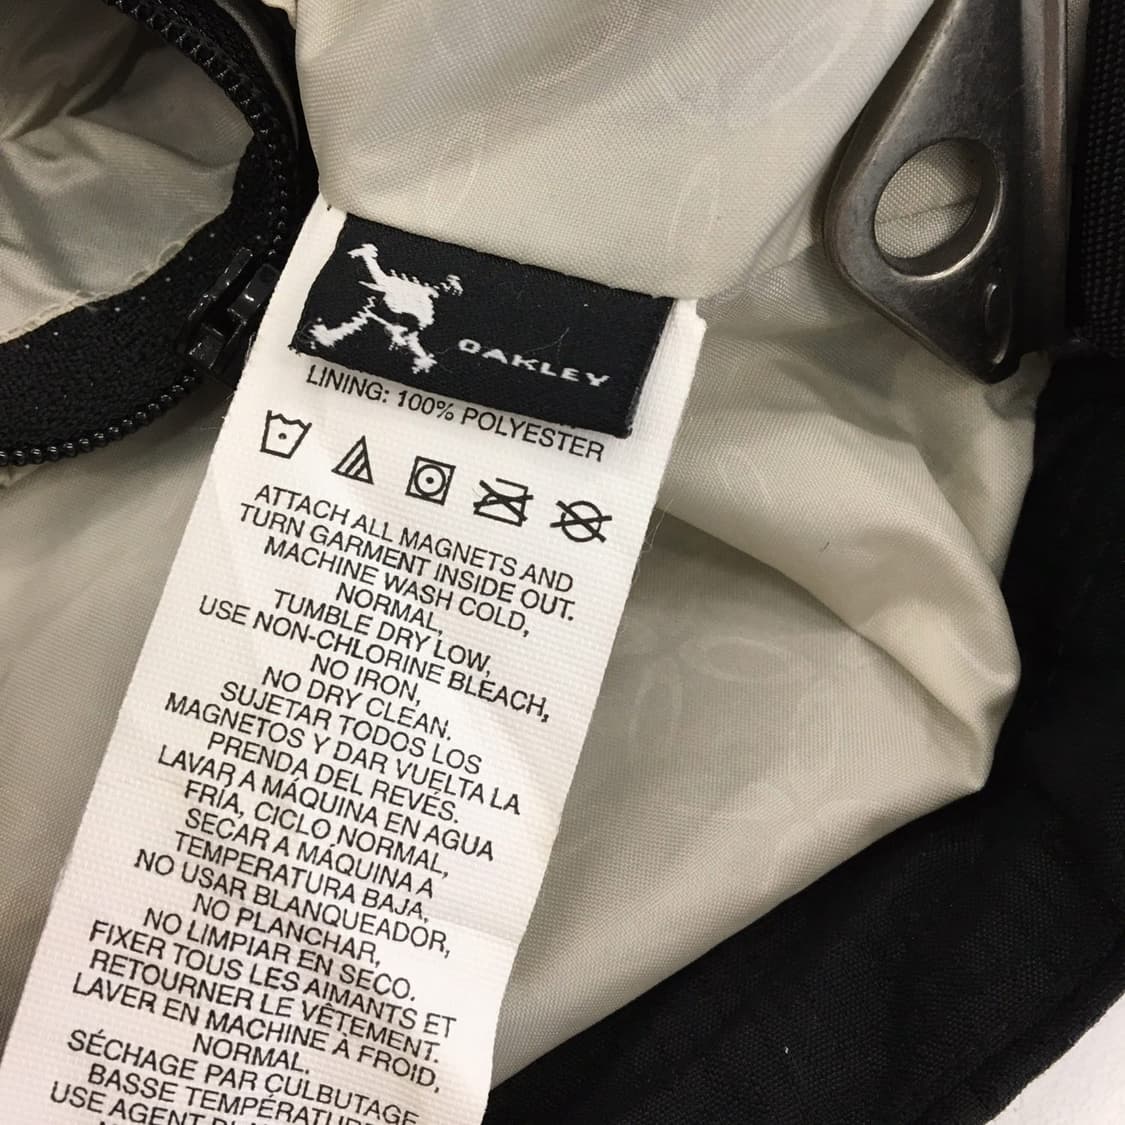 OAKLEY
LINING: 100% POLYESTER
ATTACH ALL MAGNETS AND
TURN GARMENT INSIDE OUT.
MACHINE WASH COLD,
NORMAL,
TUMBLE DRY LOW,
USE NON-CHLORINE BLEACH,
NO IRON,
NO DRY CLEAN.
SUJETAR TODOS LOS
MAGNETOS Y DAR VUELTA LA
PRENDA DEL REVÉS.
LAVAR A MÁQUINA EN AGUA
FRÍA, CICLO NORMAL,
SECAR A MÁQUINA A
TEMPERATURA BAJA,
NO USAR BLANQUEADOR,
NO PLANCHAR,
NO LIMPIAR EN SECO.
FIXER TOUS LES AIMANTS ET
RETOURNER LE VÊTEMENT.
LAVER EN MACHINE À FROID,
NORMAL.
SÉCHAGE PAR CULBUTAGE
BASSE
USE AGENT